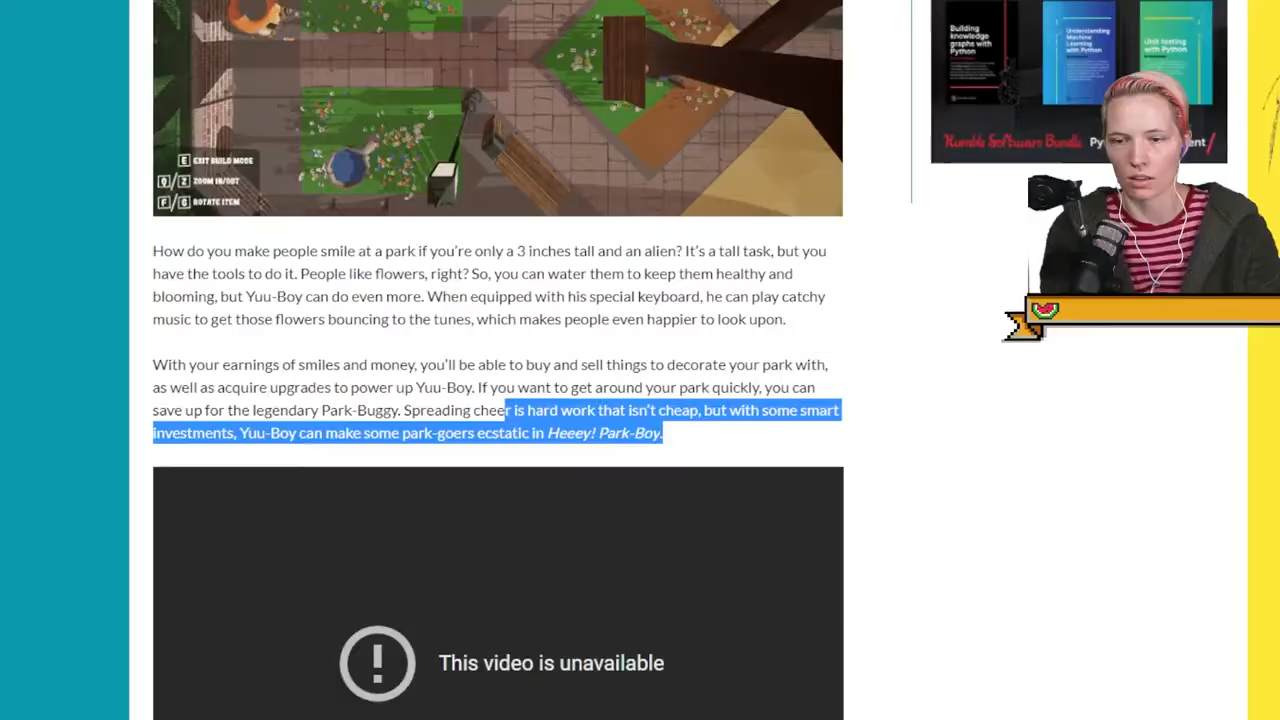 Building
knowledge
graphs with
Python
Understanding
Machine
Learning
with Python
Unit testing
with Python
Humble Software Bundle
E EXIT BUILD MODE
Q/Z ZOOM IN/OUT
F/G ROTATE ITEM
How do you make people smile at a park if you're only a 3 inches tall and an alien? It's a tall task, but you
have the tools to do it. People like flowers, right? So, you can water them to keep them healthy and
blooming, but Yuu-Boy can do even more. When equipped with his special keyboard, he can play catchy
music to get those flowers bouncing to the tunes, which makes people even happier to look upon.
With your earnings of smiles and money, you'll be able to buy and sell things to decorate your park with,
as well as acquire upgrades to power up Yuu-Boy. If you want to get around your park quickly, you can
save up for the legendary Park-Buggy. Spreading cheer is hard work that isn't cheap, but with some smart
investments, Yuu-Boy can make some park-goers ecstatic in Heeey! Park-Boy.
This video is unavailable